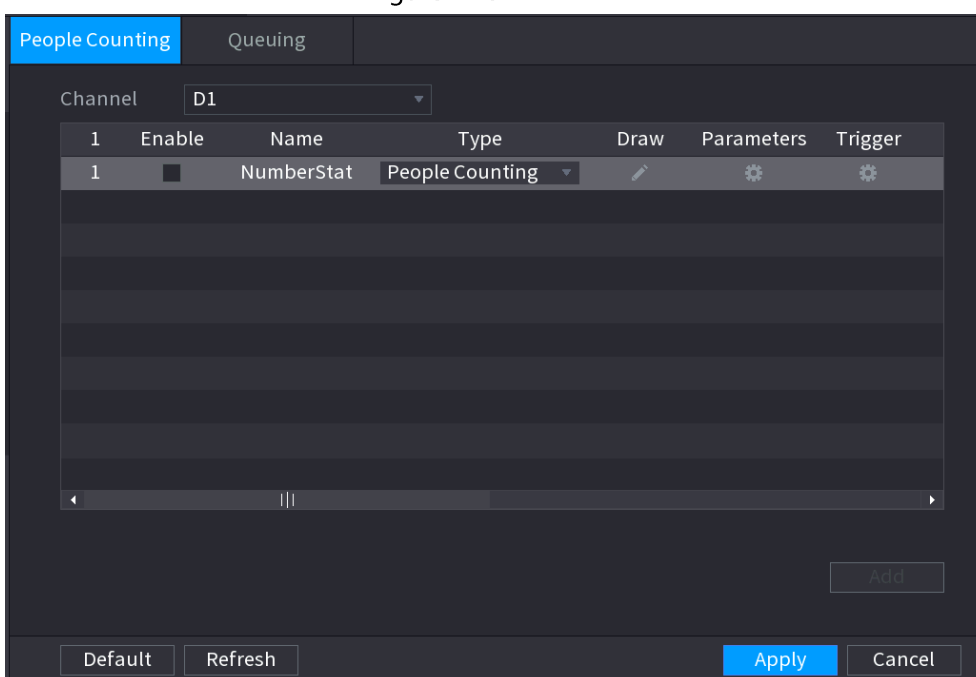 People Counting Queuing
Channel D1
1 Enable Name Type Draw Parameters Trigger
1 NumberStat People Counting
Add
Default Refresh Apply Cancel